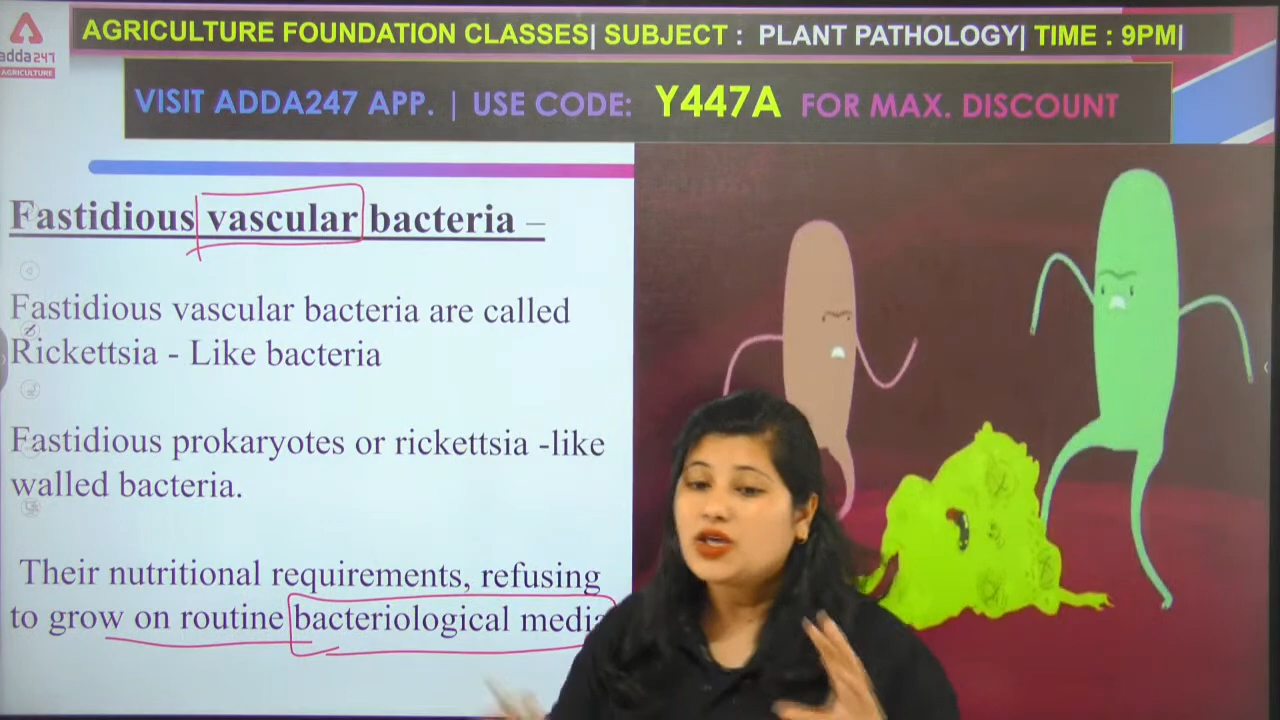 AGRICULTURE FOUNDATION CLASSES| SUBJECT : PLANT PATHOLOGY| TIME : 9PM|
adda247
AGRICULTURE
VISIT ADDA247 APP. | USE CODE: Y447A FOR MAX. DISCOUNT
Fastidious vascular bacteria –
Fastidious vascular bacteria are called
Rickettsia - Like bacteria
Fastidious prokaryotes or rickettsia -like
walled bacteria.
Their nutritional requirements, refusing
to grow on routine bacteriological media